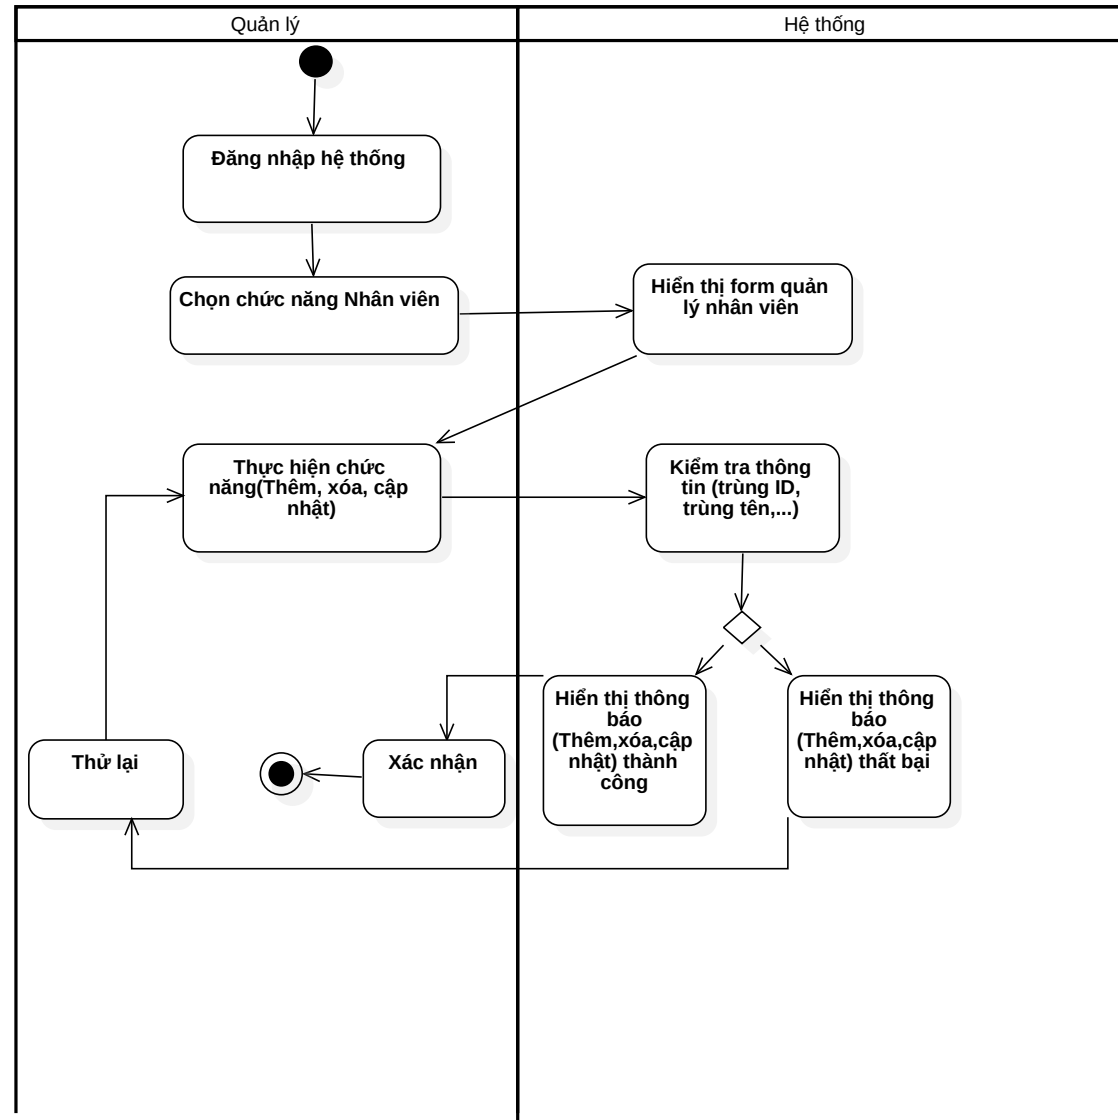 Quản lý
Hệ thống
Đăng nhập hệ thống
Chọn chức năng Nhân viên
Hiển thị form quản
lý nhân viên
Thực hiện chức
năng(Thêm, xóa, cập
nhật)
Kiểm tra thông
tin (trùng ID,
trùng tên,...)
Thử lại
Xác nhận
Hiển thị thông
báo
(Thêm,xóa,cập
nhật) thành
công
Hiển thị thông
báo
(Thêm,xóa,cập
nhật) thất bại